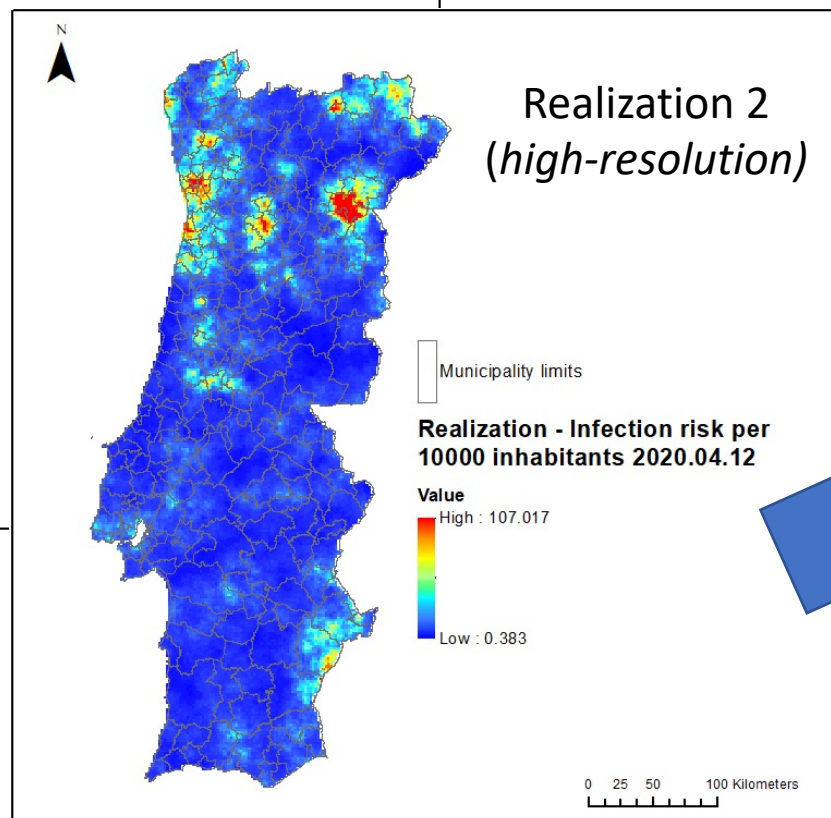 N
Realization 2
(high-resolution)
Municipality limits
Realization - Infection risk per
10000 inhabitants 2020.04.12
Value
High : 107.017
Low : 0.383
0 25 50 100 Kilometers